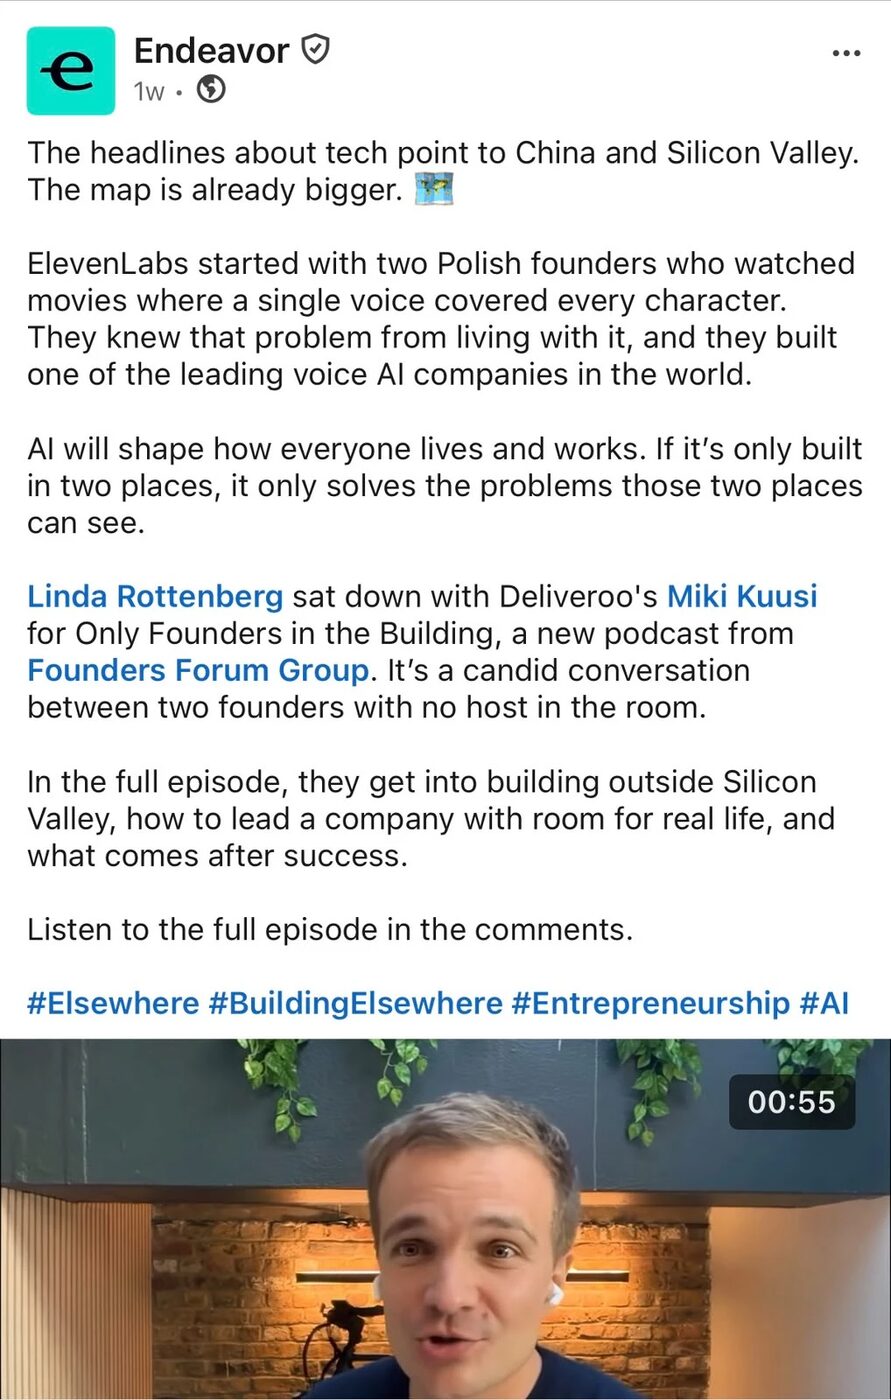 e
Endeavor
1w •
The headlines about tech point to China and Silicon Valley.
The map is already bigger. 🗺️
ElevenLabs started with two Polish founders who watched
movies where a single voice covered every character.
They knew that problem from living with it, and they built
one of the leading voice AI companies in the world.
AI will shape how everyone lives and works. If it’s only built
in two places, it only solves the problems those two places
can see.
Linda Rottenberg sat down with Deliveroo's Miki Kuusi
for Only Founders in the Building, a new podcast from
Founders Forum Group. It’s a candid conversation
between two founders with no host in the room.
In the full episode, they get into building outside Silicon
Valley, how to lead a company with room for real life, and
what comes after success.
Listen to the full episode in the comments.
#Elsewhere #BuildingElsewhere #Entrepreneurship #AI
00:55